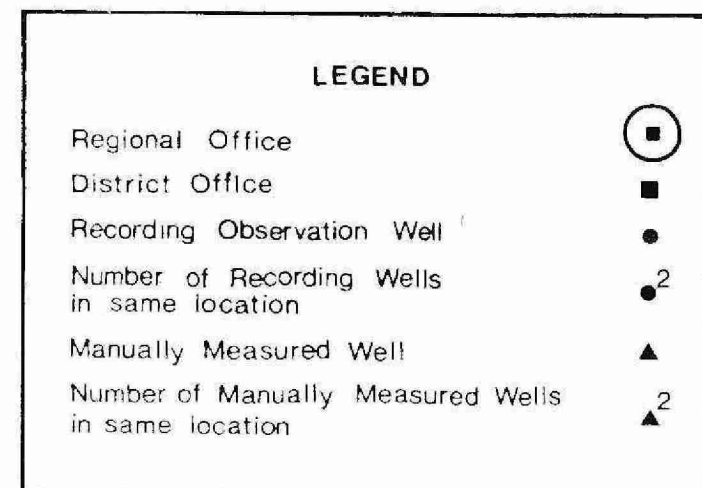 LEGEND
Regional Office
District Office
Recording Observation Well
Number of Recording Wells 2
in same location
Manually Measured Well
Number of Manually Measured Wells 2
in same location